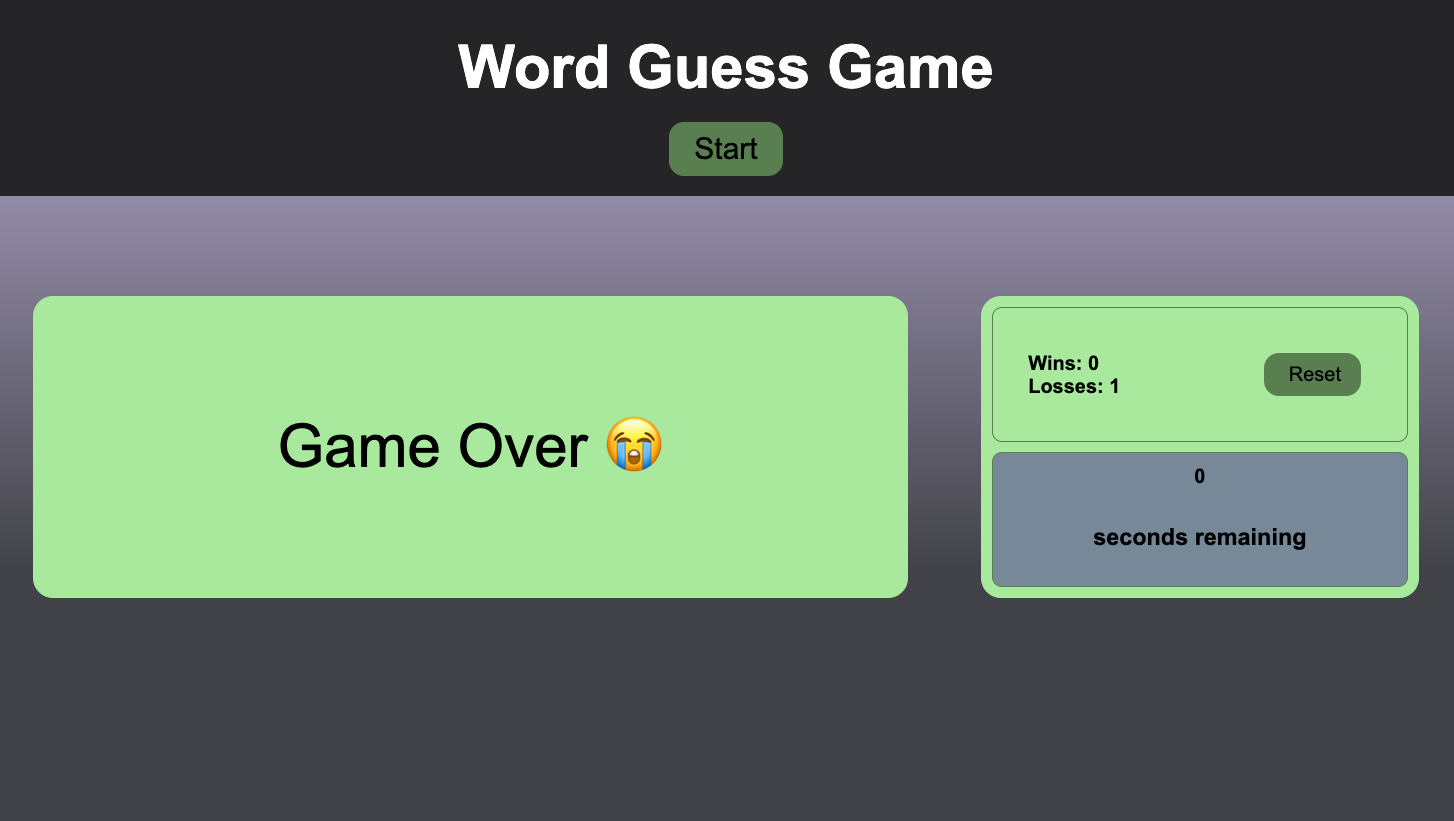 Word Guess Game
Start
Game Over 😭
Wins: 0
Losses: 1
Reset
0
seconds remaining